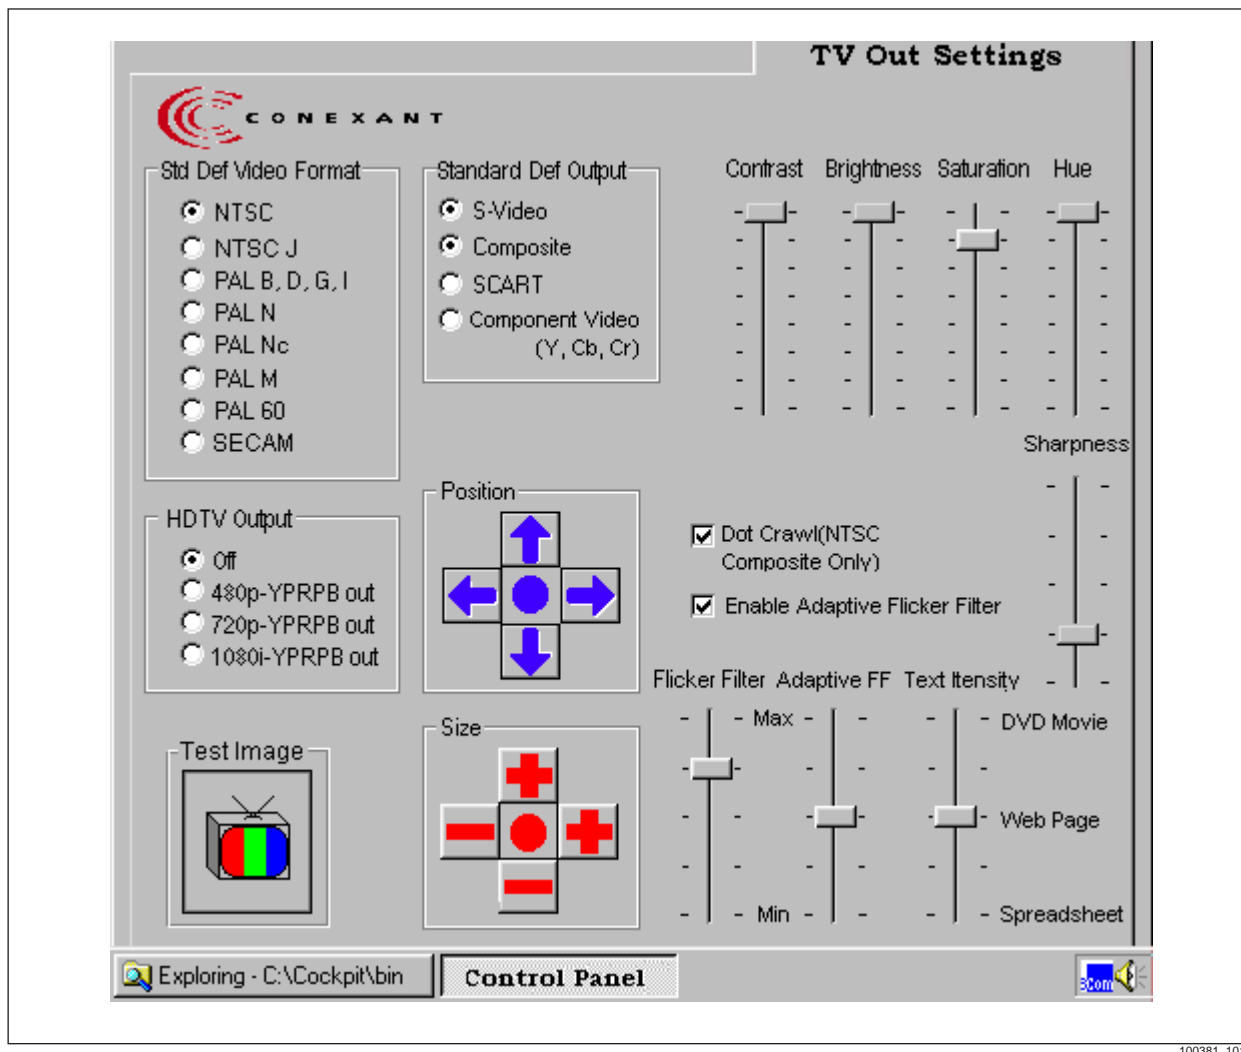 TV Out Settings
CONEXANT
Std Def Video Format
NTSC
NTSC J
PAL B, D, G, I
PAL N
PAL Nc
PAL M
PAL 60
SECAM
Standard Def Output
S-Video
Composite
SCART
Component Video
(Y, Cb, Cr)
Contrast Brightness Saturation Hue
Sharpness
HDTV Output
Off
480p-YPRPB out
720p-YPRPB out
1080i-YPRPB out
Position
Dot Crawl(NTSC
Composite Only)
Enable Adaptive Flicker Filter
Flicker Filter Adaptive FF Text Itensity
Max
DVD Movie
Web Page
Min
Spreadsheet
Test Image
Size
Exploring - C:\Cockpit\bin
Control Panel
3Com